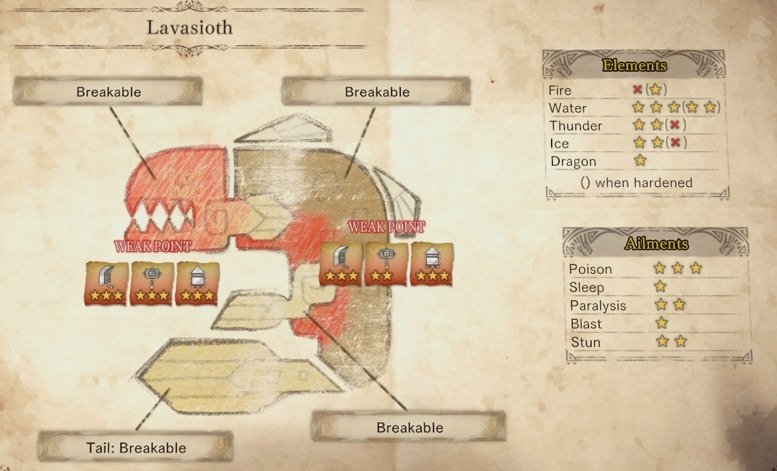 Lavasioth
Breakable
Breakable
WEAK POINT
WEAK POINT
Breakable
Tail: Breakable
Elements
Fire ✖(★)
Water ★★★(★★)
Thunder ★★(✖)
Ice ★★(✖)
Dragon ★
() when hardened
Ailments
Poison ★★★
Sleep ★
Paralysis ★★
Blast ★
Stun ★★